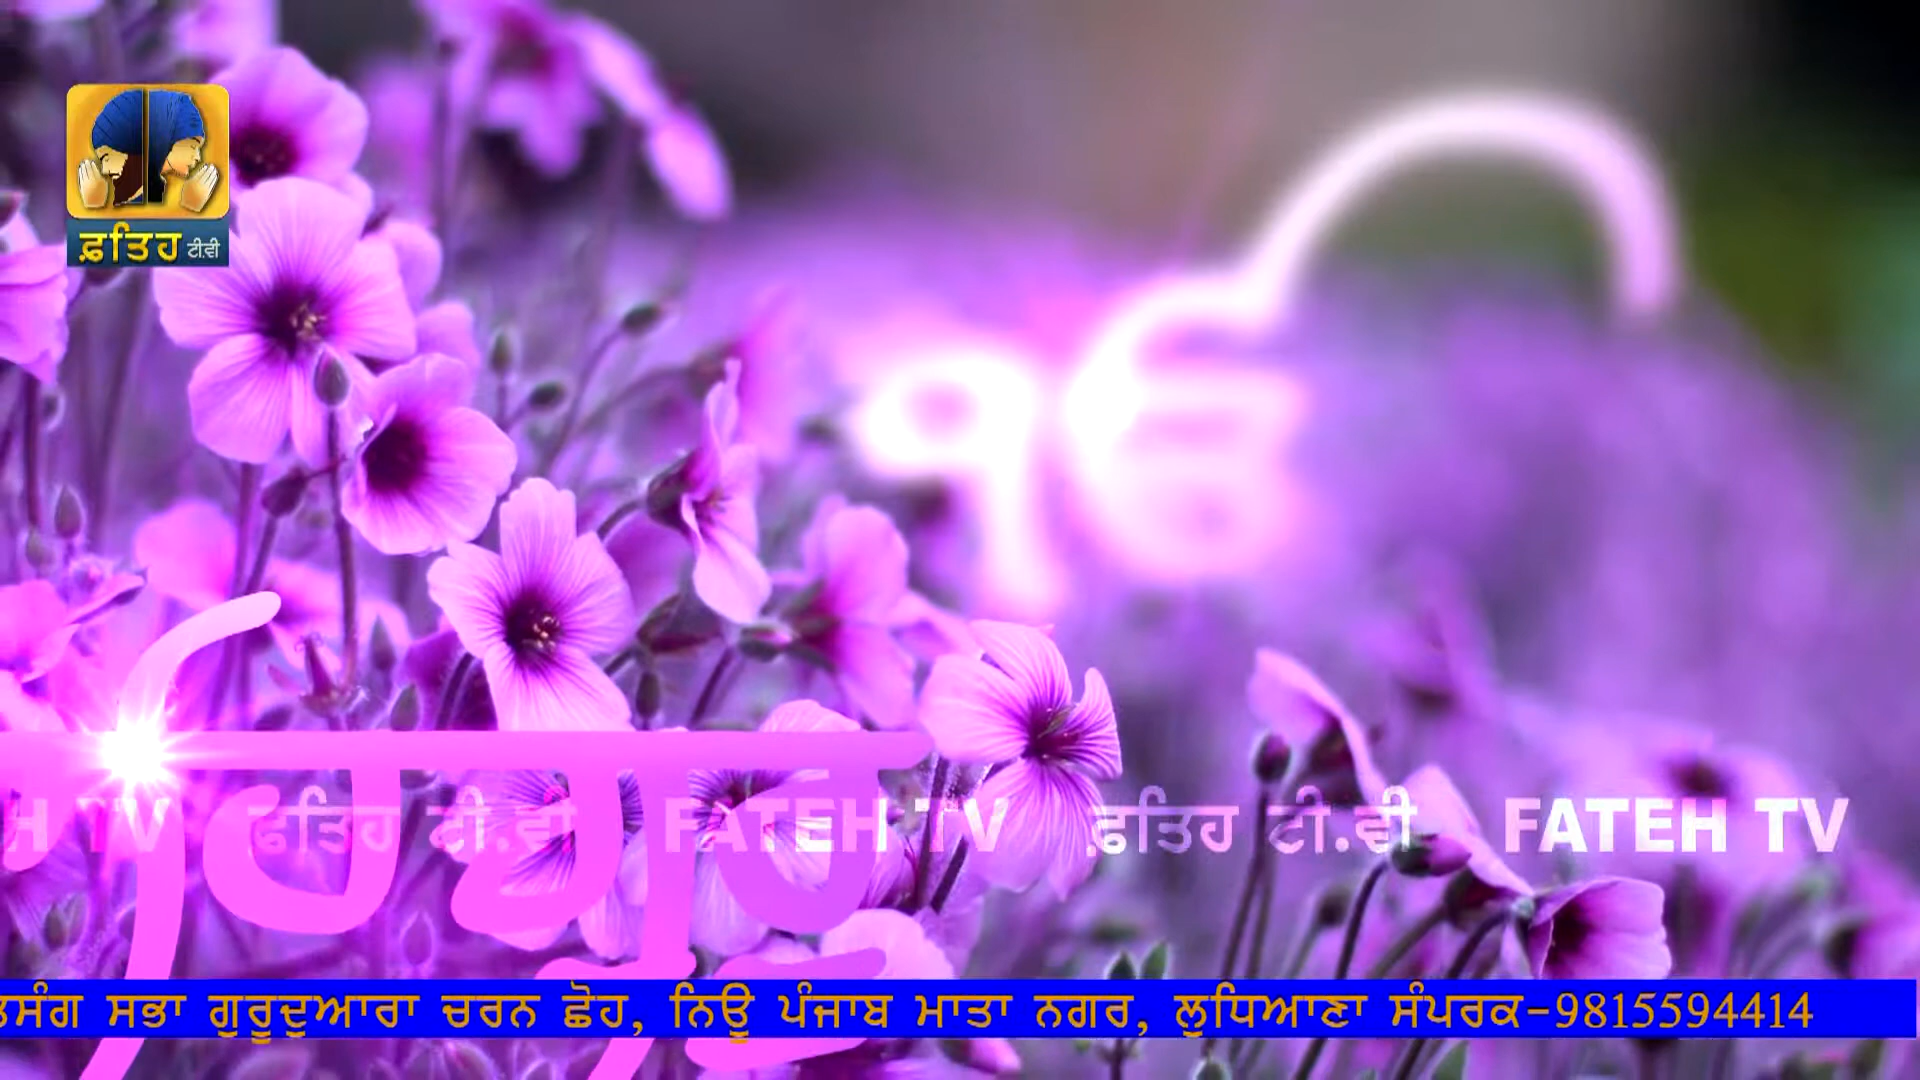 ਫ਼ਤਿਹ ਟੀ.ਵੀ
ੴ
ਹਿਗੁਰੂ
TV ਫ਼ਤਿਹ ਟੀ.ਵੀ FATEH TV ਫ਼ਤਿਹ ਟੀ.ਵੀ FATEH TV
ਸਭਾ ਗੁਰੂਦੁਆਰਾ ਚਰਨ ਛੋਹ, ਨਿਊ ਪੰਜਾਬ ਮਾਤਾ ਨਗਰ, ਲੁਧਿਆਣਾ ਸੰਪਰਕ-9815594414